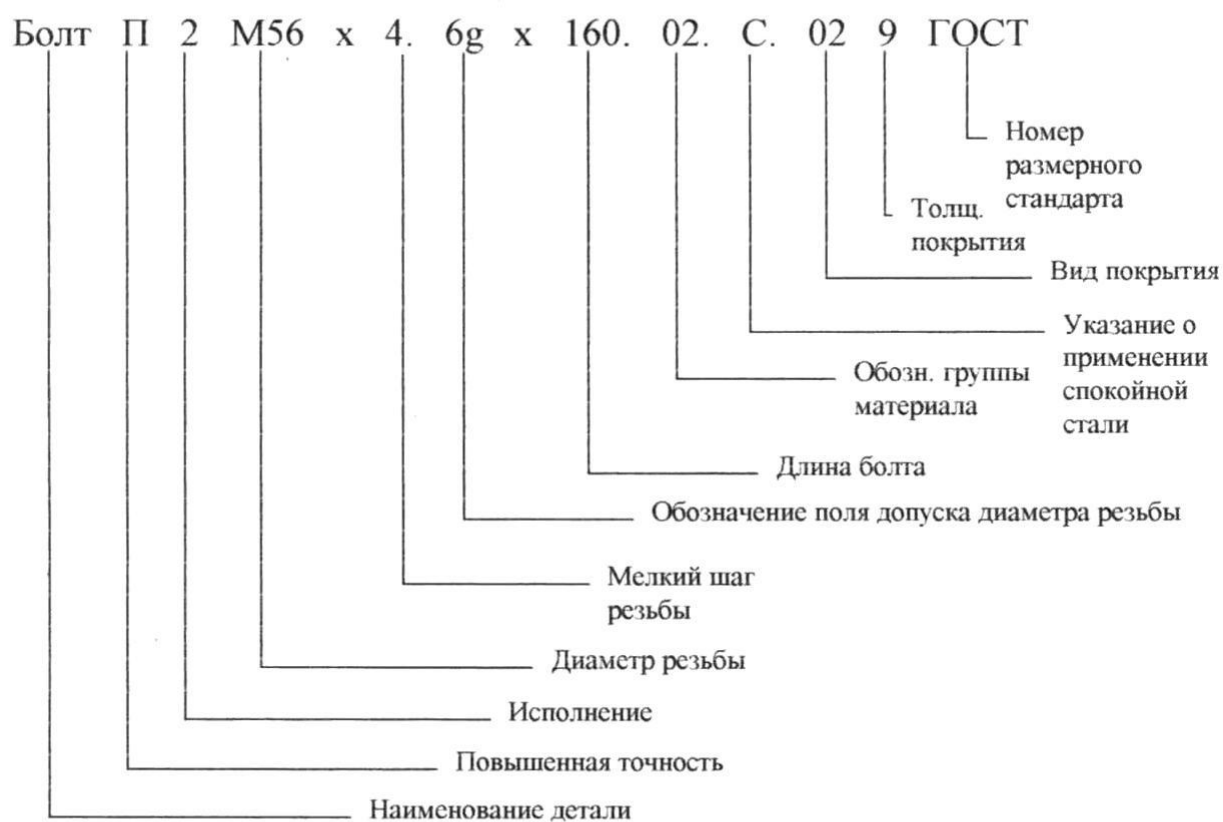 Болт П 2 М56 х 4. 6g х 160. 02. С. 02 9 ГОСТ
Номер
размерного
стандарта
Толщ.
покрытия
Вид покрытия
Указание о
применении
спокойной
стали
Обозн. группы
материала
Длина болта
Обозначение поля допуска диаметра резьбы
Мелкий шаг
резьбы
Диаметр резьбы
Исполнение
Повышенная точность
Наименование детали